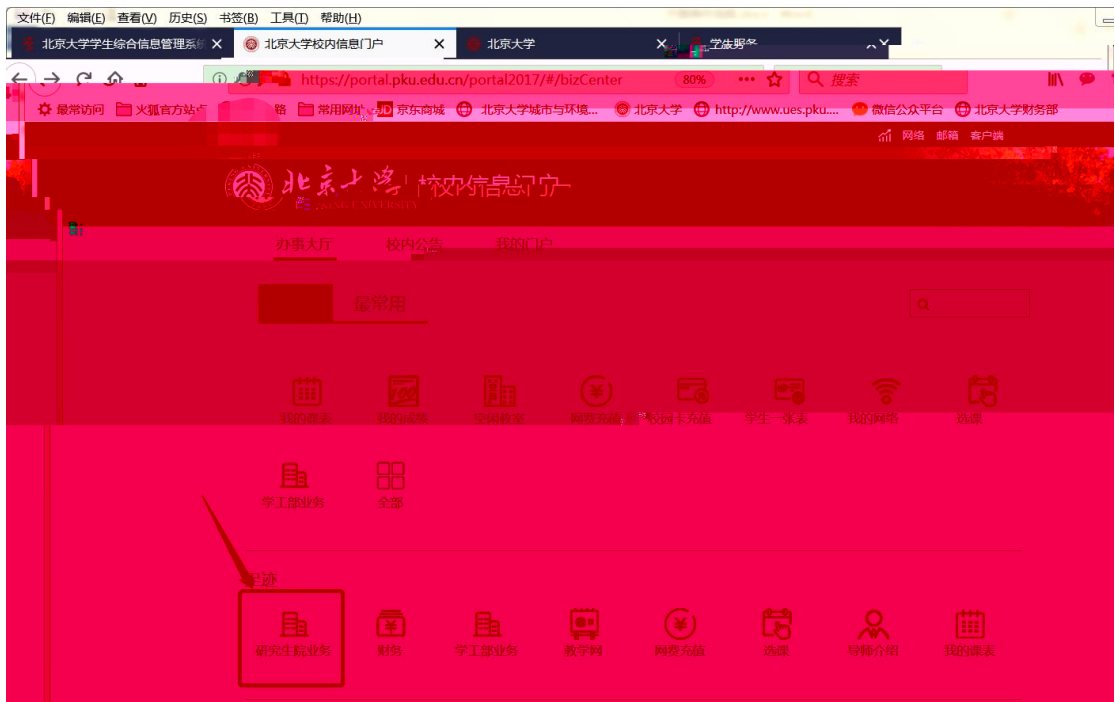 文件(F) 编辑(E) 查看(V) 历史(S) 书签(B) 工具(T) 帮助(H)
北京大学学生综合信息管理系统 北京大学校内信息门户 北京大学
https://portal.pku.edu.cn/portal2017/#/bizCenter 80% 搜索
最常访问 火狐官方站点 常用网址 JD 京东商城 北京大学城市与环境... 北京大学 http://www.ues.pku.... 微信公众平台 北京大学财务部
网络 邮箱 客户端
北京大学 校内信息门户
PEKING UNIVERSITY
办事大厅 校内公告 我的门户
最常用
我的课表 我的成绩 空闲教室 网费充值 校园卡充值 学生一张表 我的网络 选课
学工部业务 全部
足迹
研究生院业务 财务 学工部业务 教学网 网费充值 选课 导师介绍 我的课表